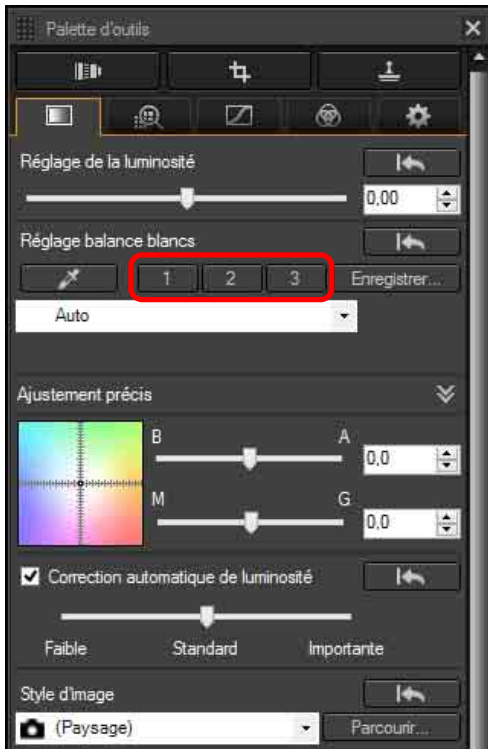 Palette d'outils
Réglage de la luminosité
0,00
Réglage balance blancs
1 2 3 Enregistrer...
Auto
Ajustement précis
B A
0,0
M G
0,0
Correction automatique de luminosité
Faible Standard Importante
Style d'image
(Paysage) Parcourir...